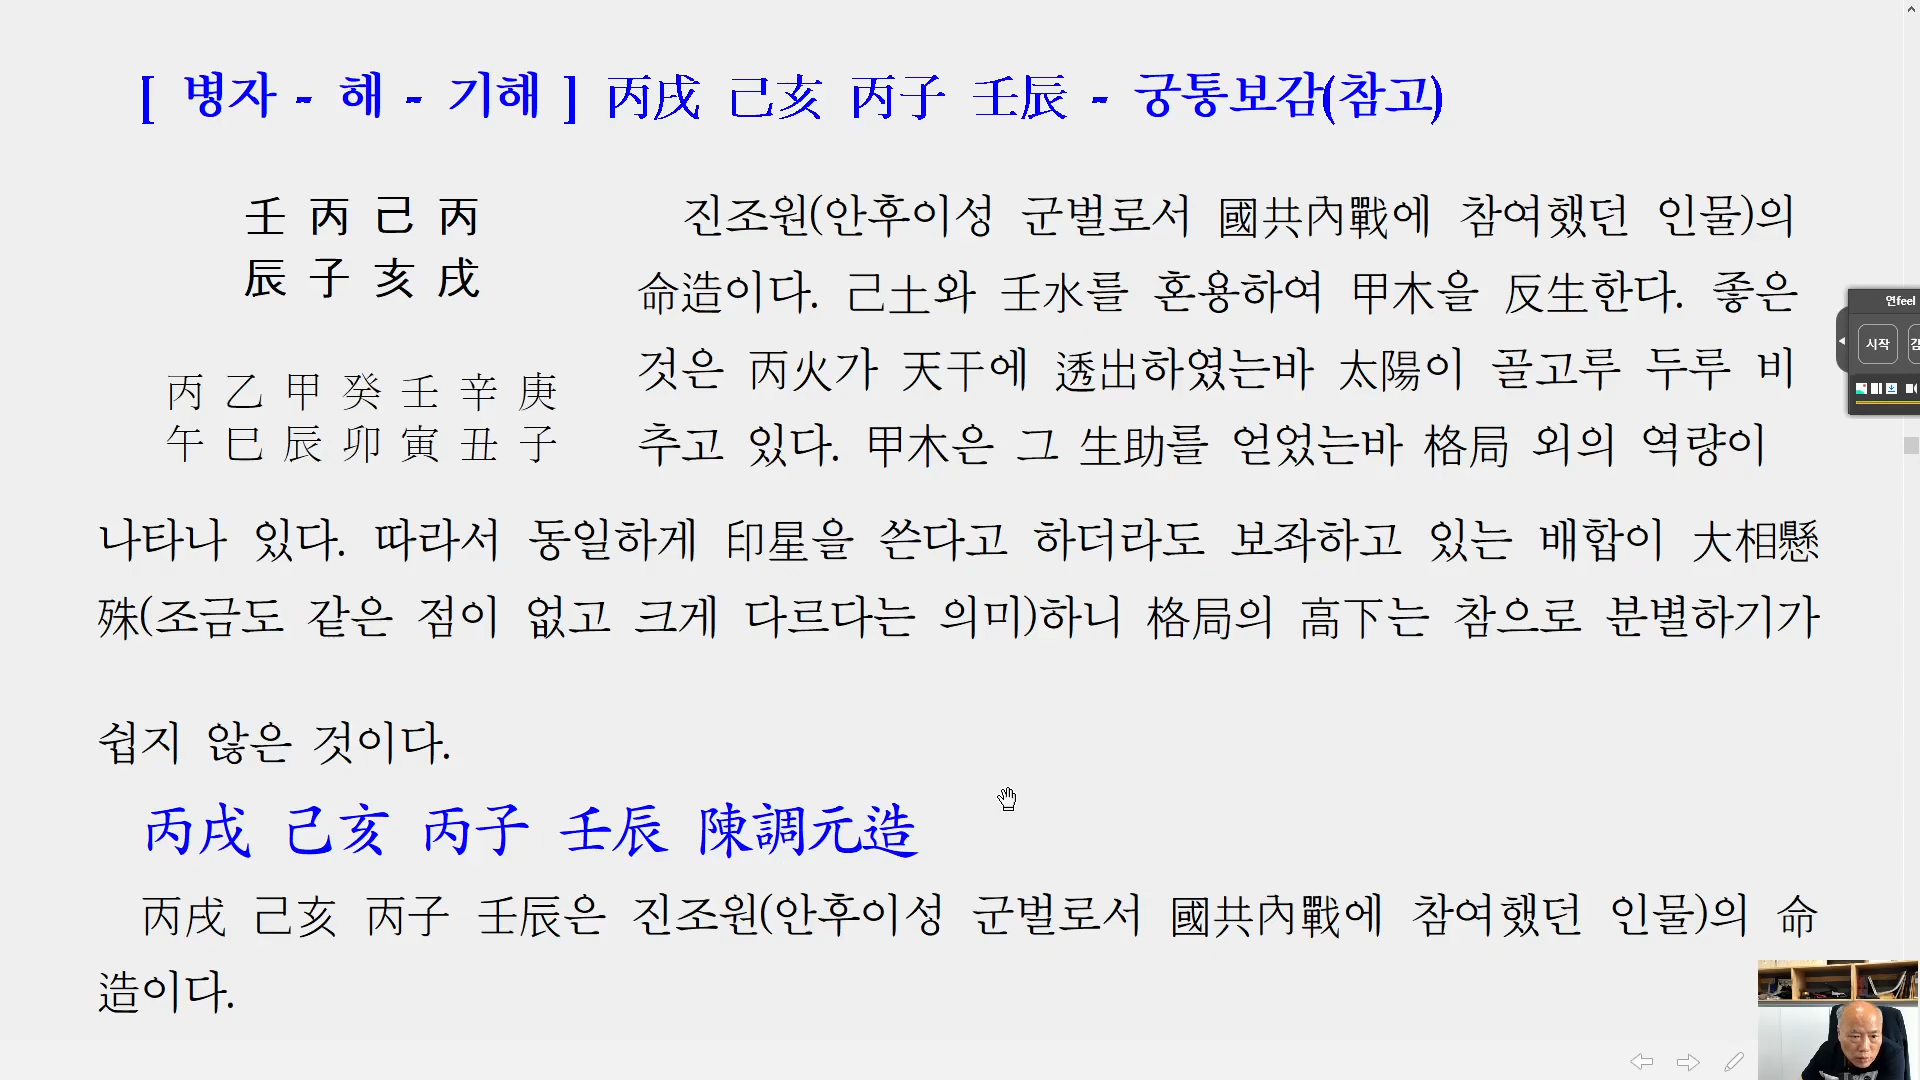 [ 병자 - 해 - 기해 ] 丙戌 己亥 丙子 壬辰 - 궁통보감(참고)
壬 丙 己 丙
辰 子 亥 戌
丙 乙 甲 癸 壬 辛 庚
午 巳 辰 卯 寅 丑 子
진조원(안후이성 군벌로서 國共內戰에 참여했던 인물)의
命造이다. 己土와 壬水를 혼용하여 甲木을 反生한다. 좋은
것은 丙火가 天干에 透出하였는바 太陽이 골고루 두루 비
추고 있다. 甲木은 그 生助를 얻었는바 格局 외의 역량이
나타나 있다. 따라서 동일하게 印星을 쓴다고 하더라도 보좌하고 있는 배합이 大相懸
殊(조금도 같은 점이 없고 크게 다르다는 의미)하니 格局의 高下는 참으로 분별하기가
쉽지 않은 것이다.
丙戌 己亥 丙子 壬辰 陳調元造
丙戌 己亥 丙子 壬辰은 진조원(안후이성 군벌로서 國共內戰에 참여했던 인물)의 命
造이다.
연feel
시작